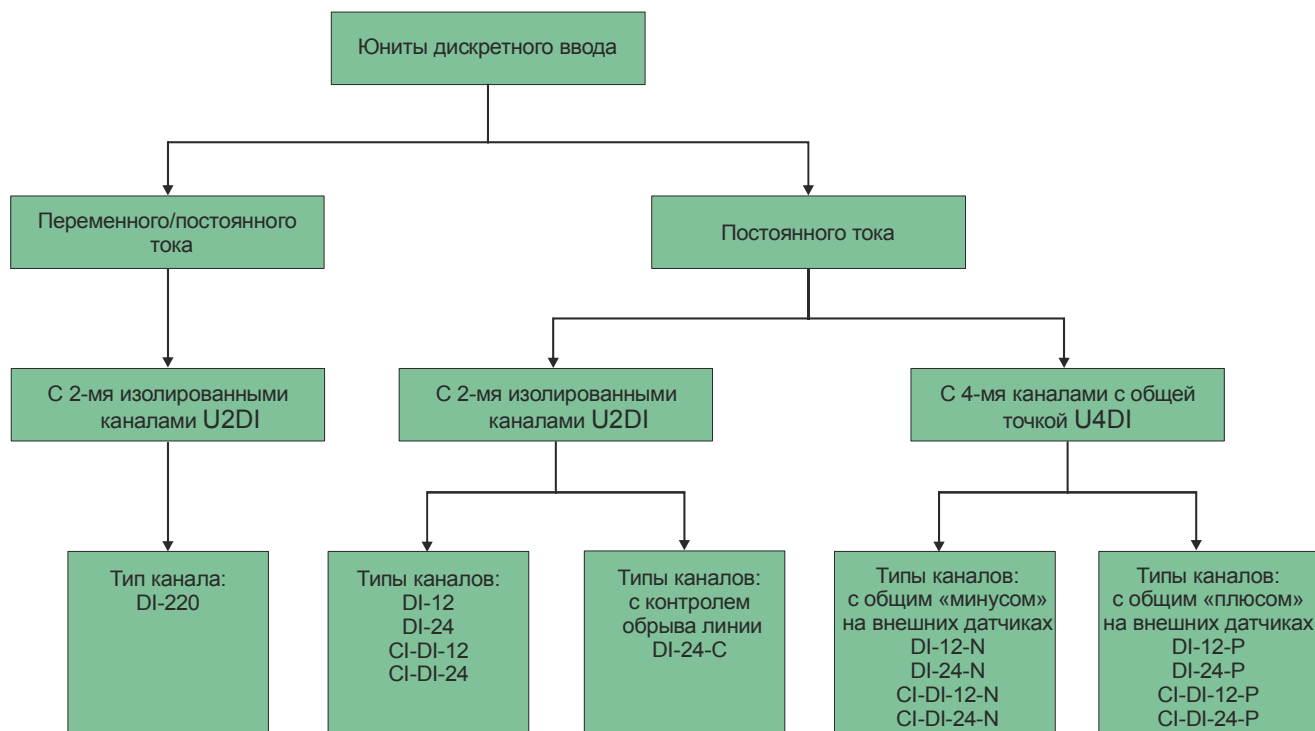 Юниты дискретного ввода
Переменного/постоянного
тока
Постоянного тока
С 2-мя изолированными
каналами U2DI
С 2-мя изолированными
каналами U2DI
С 4-мя каналами с общей
точкой U4DI
Тип канала:
DI-220
Типы каналов:
DI-12
DI-24
CI-DI-12
CI-DI-24
Типы каналов:
с контролем
обрыва линии
DI-24-C
Типы каналов:
с общим «минусом»
на внешних датчиках
DI-12-N
DI-24-N
CI-DI-12-N
CI-DI-24-N
Типы каналов:
с общим «плюсом»
на внешних датчиках
DI-12-P
DI-24-P
CI-DI-12-P
CI-DI-24-P